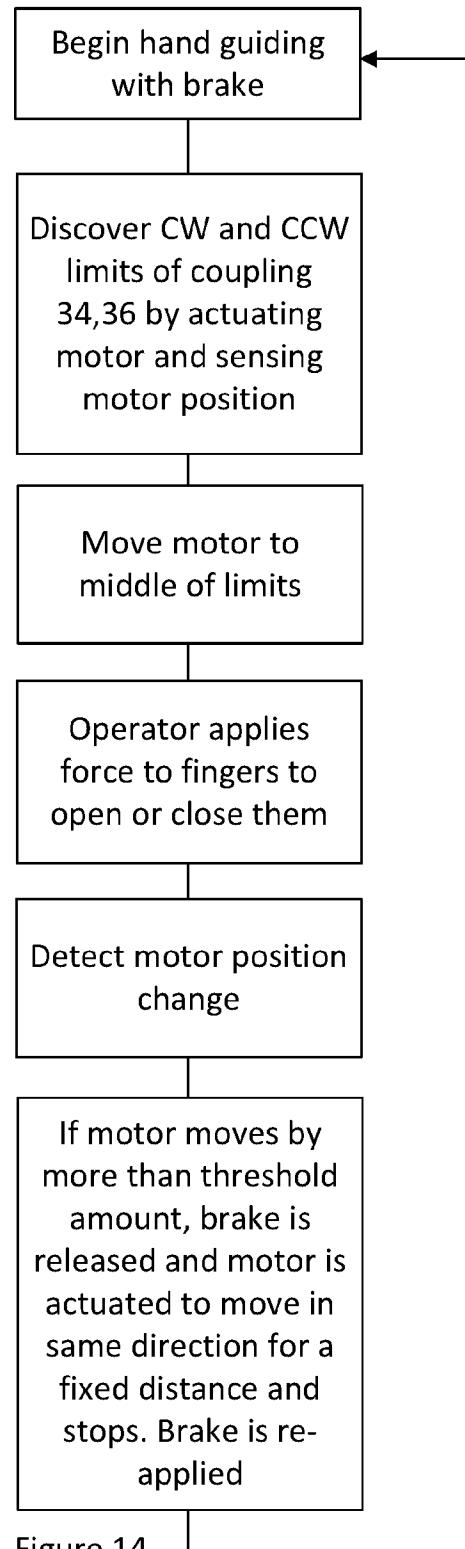 Begin hand guiding
with brake
Discover CW and CCW
limits of coupling
34,36 by actuating
motor and sensing
motor position
Move motor to
middle of limits
Operator applies
force to fingers to
open or close them
Detect motor position
change
If motor moves by
more than threshold
amount, brake is
released and motor is
actuated to move in
same direction for a
fixed distance and
stops. Brake is re-
applied
Figure 14